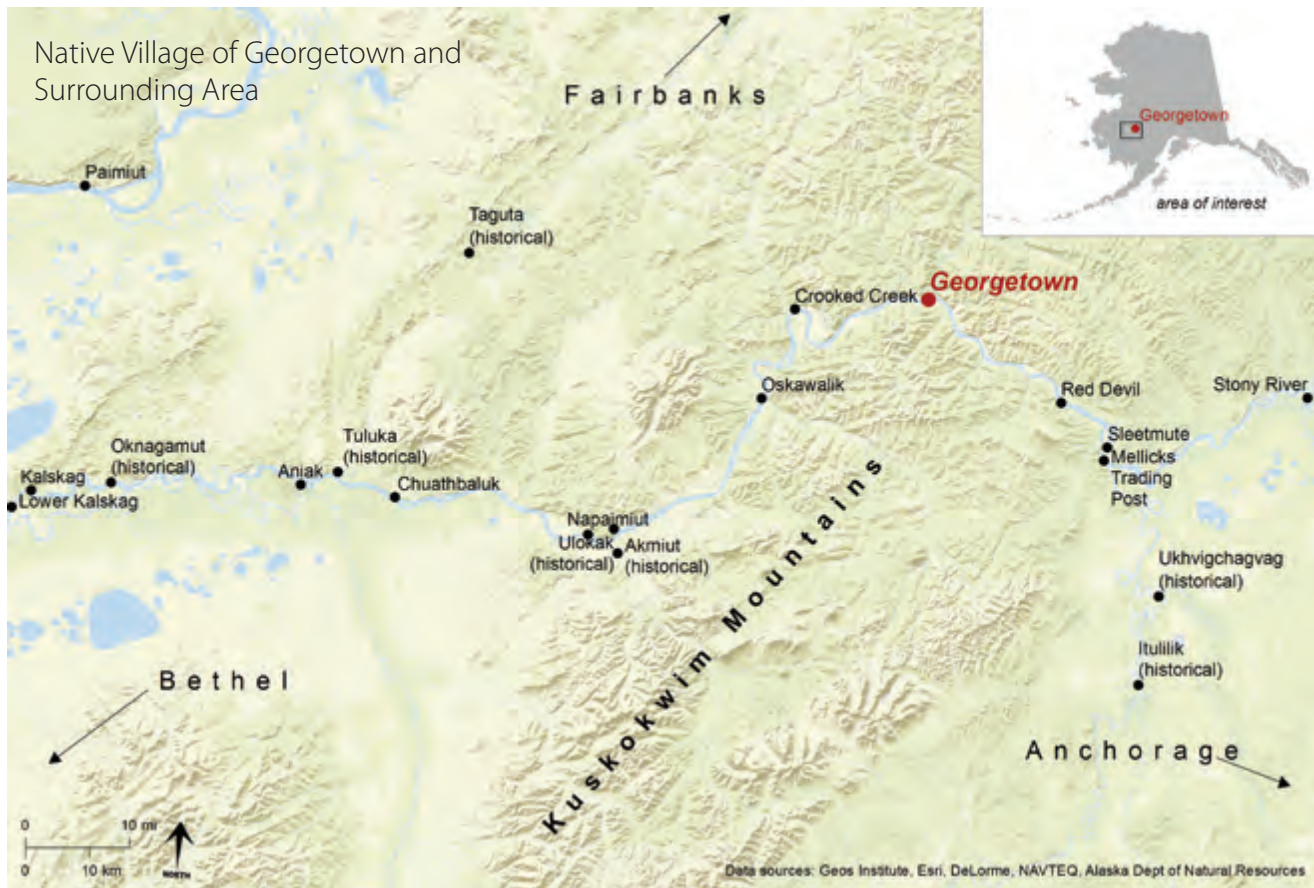 Native Village of Georgetown and
Surrounding Area
Fairbanks
Georgetown
area of interest
Paimiut
Taguta
(historical)
Georgetown
Crooked Creek
Oskawalik
Red Devil
Stony River
Sleetmute
Mellicks
Trading
Post
Oknagamut
(historical)
Tuluka
(historical)
Kalskag
Lower Kalskag
Aniak
Chuathbaluk
Napaimiut
Ulokak
(historical)
Akmiut
(historical)
Kuskokwim Mountains
Ukhvigchagvag
(historical)
Itulilik
(historical)
Bethel
Anchorage
0 10 mi
0 10 km
NORTH
Data sources: Geos Institute, Esri, DeLorme, NAVTEQ, Alaska Dept of Natural Resources